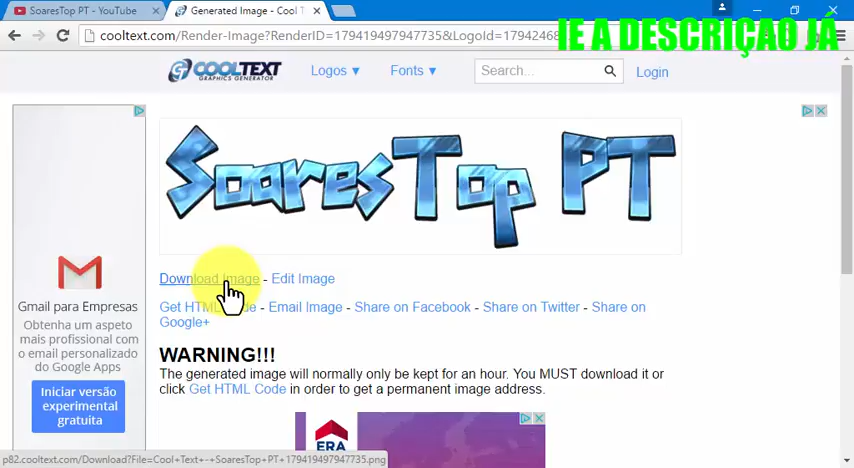 SoaresTop PT - YouTube
Generated Image - Cool T
IE A DESCRIÇAO JÁ
cooltext.com/Render-Image?RenderID=179419497947735&LogoId=17942468
COOLTEXT
GRAPHICS GENERATOR
Logos ▼
Fonts ▼
Search...
Login
SoaresTop PT
Download Image - Edit Image
Get HTML Code - Email Image - Share on Facebook - Share on Twitter - Share on
Google+
WARNING!!!
The generated image will normally only be kept for an hour. You MUST download it or
click Get HTML Code in order to get a permanent image address.
Gmail para Empresas
Obtenha um aspeto
mais profissional com
o email personalizado
do Google Apps
Iniciar versão
experimental
gratuita
ERA
p82.cooltext.com/Download?File=Cool+Text+-+SoaresTop+PT+179419497947735.png